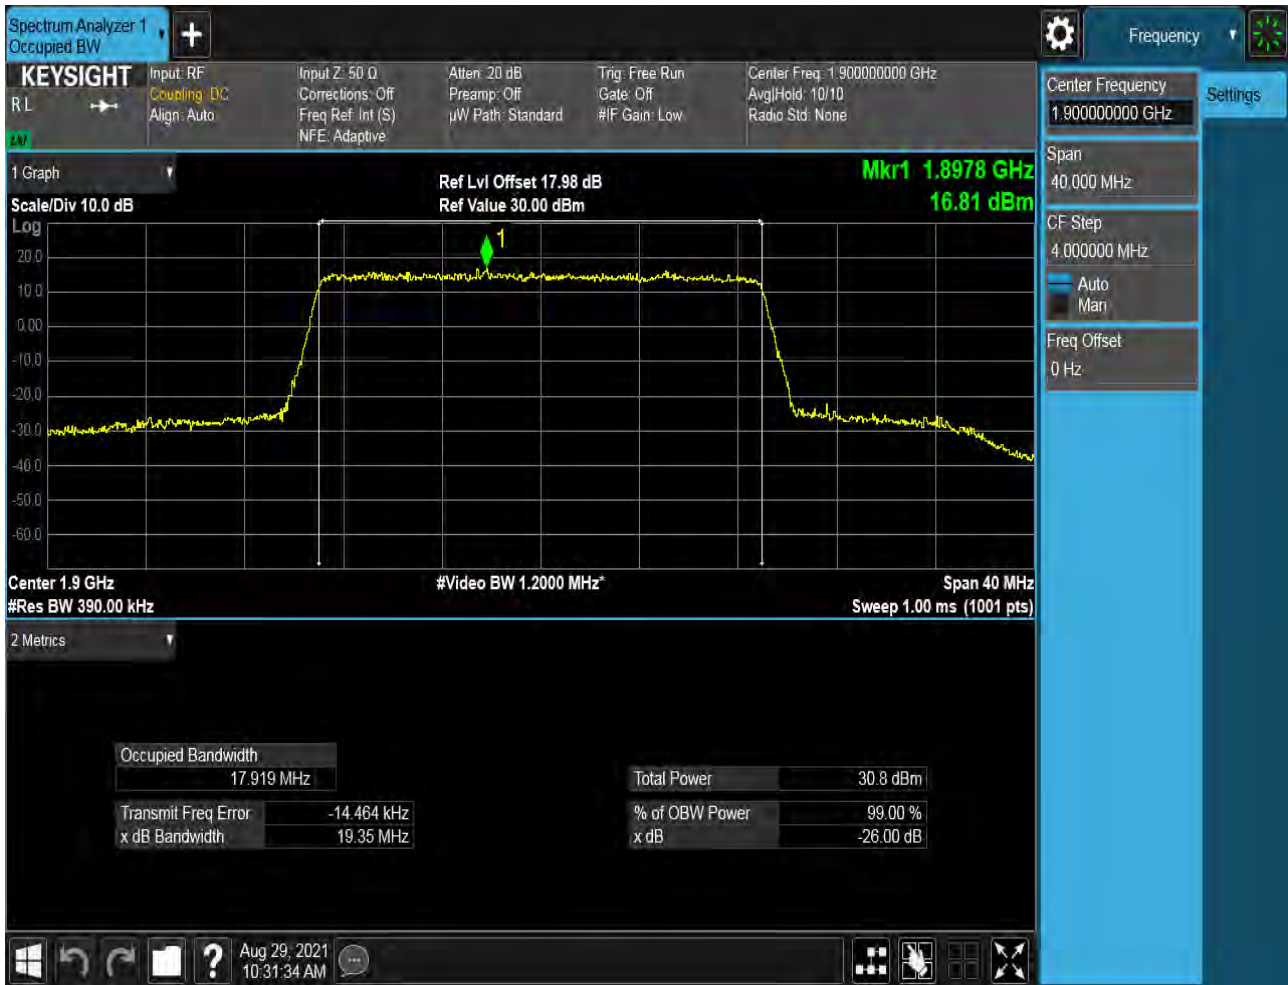 Spectrum Analyzer 1
Occupied BW
Frequency
KEYSIGHT
R L
Input: RF
Coupling: DC
Align: Auto
Input Z: 50 Ω
Corrections: Off
Freq Ref: Int (S)
NFE: Adaptive
Atten: 20 dB
Preamp: Off
µW Path: Standard
Trig: Free Run
Gate: Off
#IF Gain: Low
Center Freq: 1.900000000 GHz
Avg|Hold: 10/10
Radio Std: None
Center Frequency
1.900000000 GHz
Settings
Span
40.000 MHz
CF Step
4.000000 MHz
Auto
Man
Freq Offset
0 Hz
1 Graph
Scale/Div 10.0 dB
Log
Ref Lvl Offset 17.98 dB
Ref Value 30.00 dBm
Mkr1 1.8978 GHz
16.81 dBm
1
20.0
10.0
0.00
-10.0
-20.0
-30.0
-40.0
-50.0
-60.0
Center 1.9 GHz
#Video BW 1.2000 MHz*
Span 40 MHz
#Res BW 390.00 kHz
Sweep 1.00 ms (1001 pts)
2 Metrics
Occupied Bandwidth
17.919 MHz
Total Power 30.8 dBm
Transmit Freq Error -14.464 kHz
% of OBW Power 99.00 %
x dB Bandwidth 19.35 MHz
x dB -26.00 dB
Aug 29, 2021
10:31:34 AM